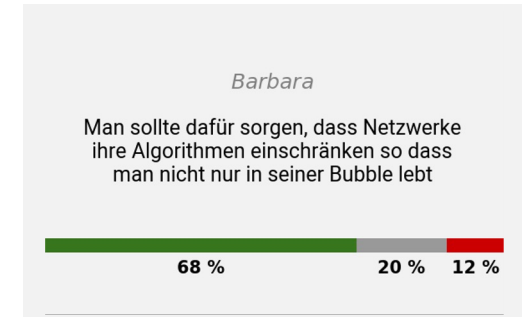 Barbara
Man sollte dafür sorgen, dass Netzwerke
ihre Algorithmen einschränken so dass
man nicht nur in seiner Bubble lebt
68 % 20 % 12 %